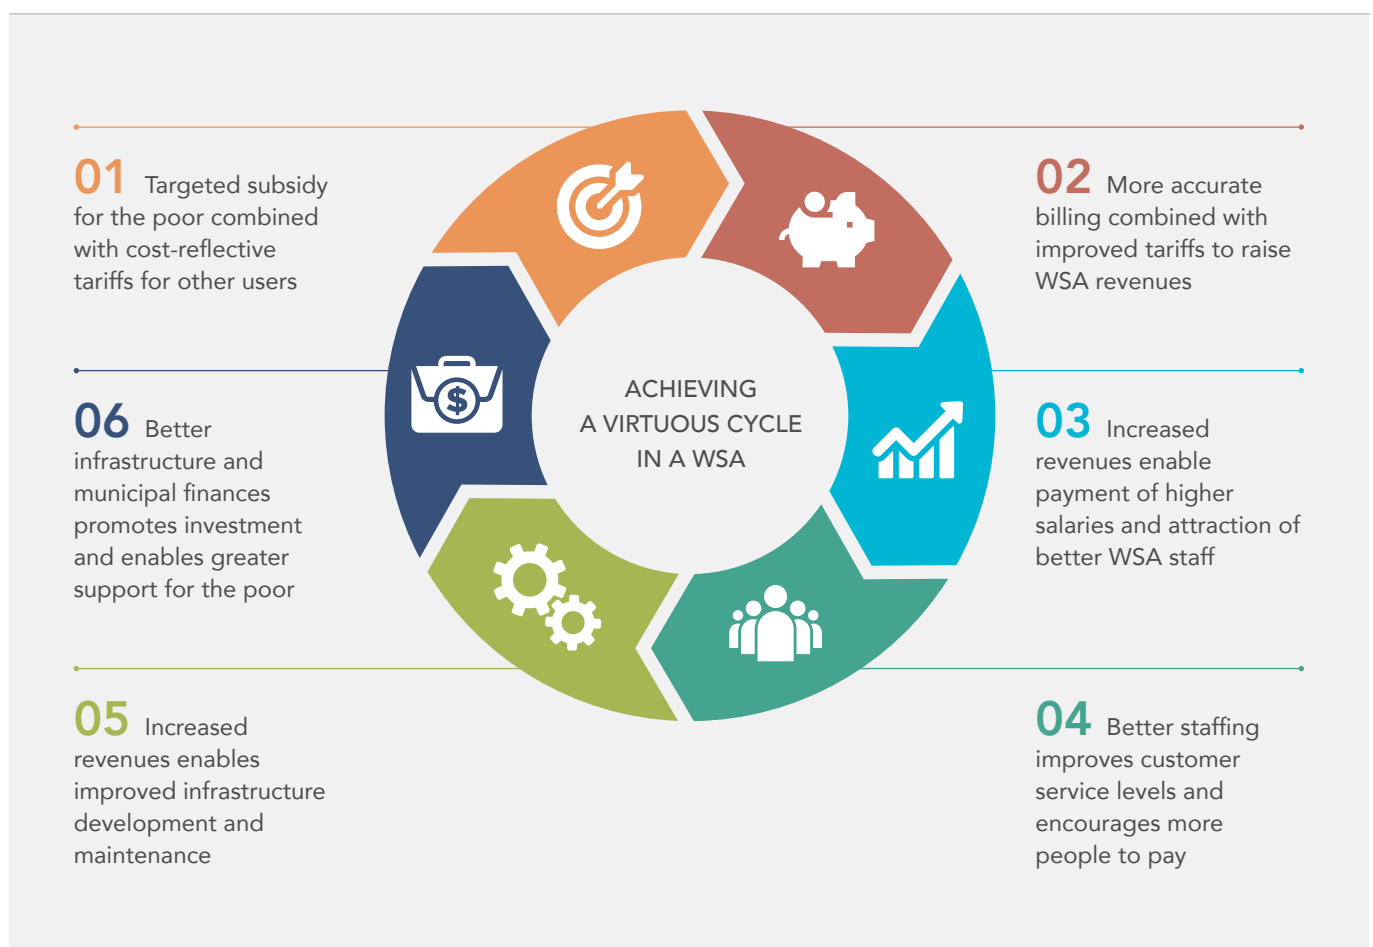 01 Targeted subsidy
for the poor combined
with cost-reflective
tariffs for other users
02 More accurate
billing combined with
improved tariffs to raise
WSA revenues
ACHIEVING
A VIRTUOUS CYCLE
IN A WSA
03 Increased
revenues enable
payment of higher
salaries and attraction of
better WSA staff
04 Better staffing
improves customer
service levels and
encourages more
people to pay
05 Increased
revenues enables
improved infrastructure
development and
maintenance
06 Better
infrastructure and
municipal finances
promotes investment
and enables greater
support for the poor
$